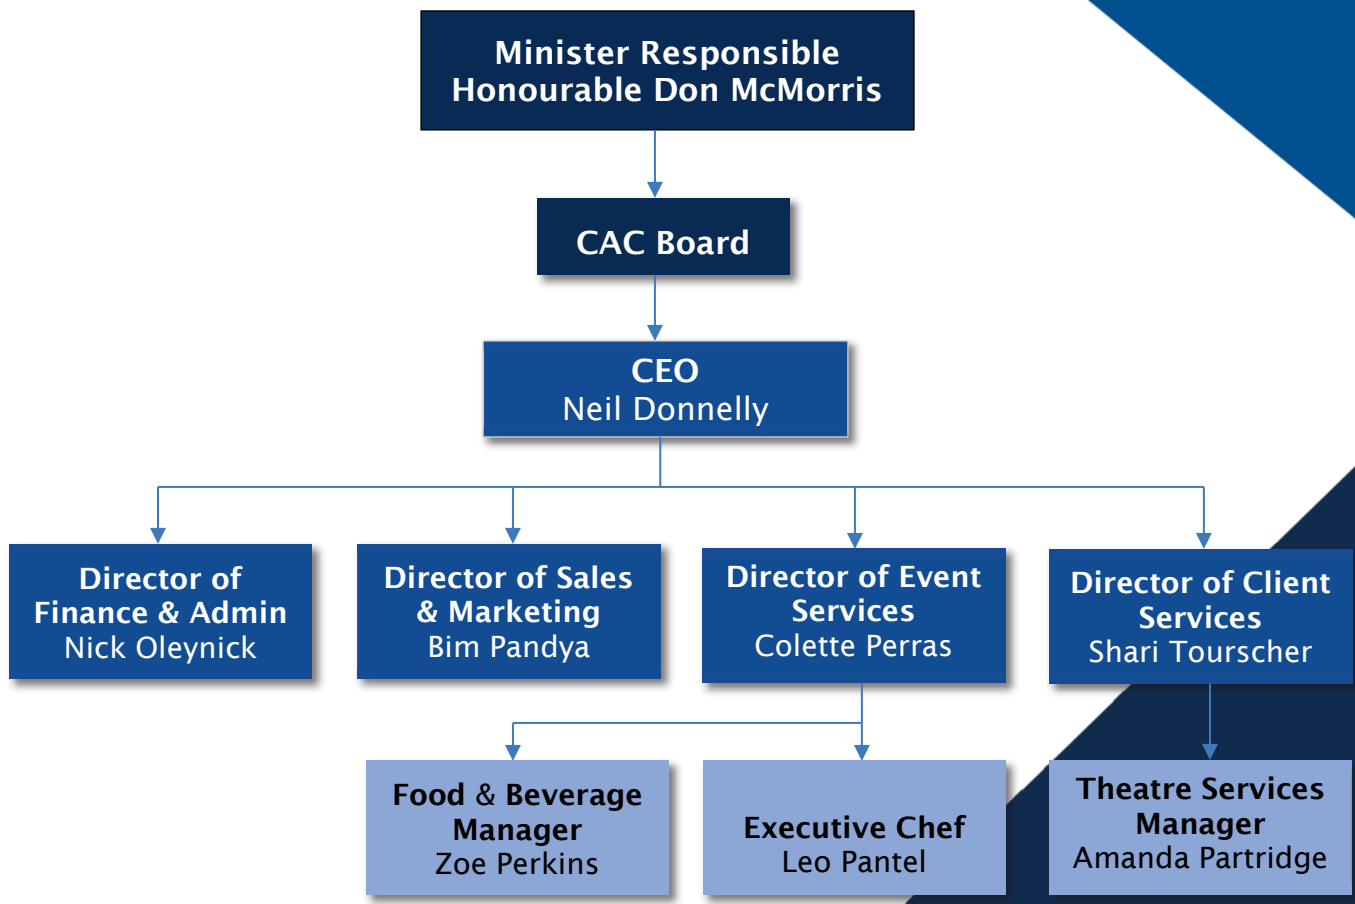 Minister Responsible
Honourable Don McMorris
CAC Board
CEO
Neil Donnelly
Director of
Finance & Admin
Nick Oleynick
Director of Sales
& Marketing
Bim Pandya
Director of Event
Services
Colette Perras
Director of Client
Services
Shari Tourscher
Food & Beverage
Manager
Zoe Perkins
Executive Chef
Leo Pantel
Theatre Services
Manager
Amanda Partridge